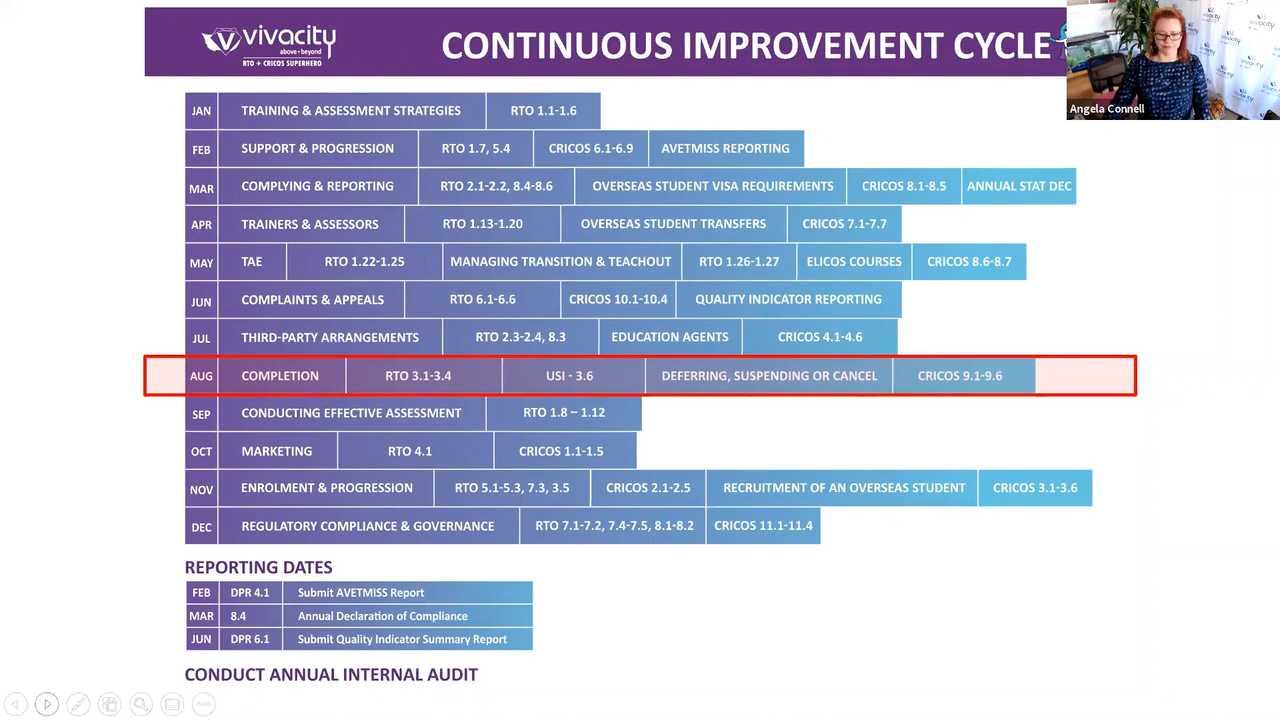 vivacity
above + beyond
RTO + CRICOS SUPERHERO
CONTINUOUS IMPROVEMENT CYCLE
Angela Connell
JAN TRAINING & ASSESSMENT STRATEGIES RTO 1.1-1.6
FEB SUPPORT & PROGRESSION RTO 1.7, 5.4 CRICOS 6.1-6.9 AVETMISS REPORTING
MAR COMPLYING & REPORTING RTO 2.1-2.2, 8.4-8.6 OVERSEAS STUDENT VISA REQUIREMENTS CRICOS 8.1-8.5 ANNUAL STAT DEC
APR TRAINERS & ASSESSORS RTO 1.13-1.20 OVERSEAS STUDENT TRANSFERS CRICOS 7.1-7.7
MAY TAE RTO 1.22-1.25 MANAGING TRANSITION & TEACHOUT RTO 1.26-1.27 ELICOS COURSES CRICOS 8.6-8.7
JUN COMPLAINTS & APPEALS RTO 6.1-6.6 CRICOS 10.1-10.4 QUALITY INDICATOR REPORTING
JUL THIRD-PARTY ARRANGEMENTS RTO 2.3-2.4, 8.3 EDUCATION AGENTS CRICOS 4.1-4.6
AUG COMPLETION RTO 3.1-3.4 USI - 3.6 DEFERRING, SUSPENDING OR CANCEL CRICOS 9.1-9.6
SEP CONDUCTING EFFECTIVE ASSESSMENT RTO 1.8 – 1.12
OCT MARKETING RTO 4.1 CRICOS 1.1-1.5
NOV ENROLMENT & PROGRESSION RTO 5.1-5.3, 7.3, 3.5 CRICOS 2.1-2.5 RECRUITMENT OF AN OVERSEAS STUDENT CRICOS 3.1-3.6
DEC REGULATORY COMPLIANCE & GOVERNANCE RTO 7.1-7.2, 7.4-7.5, 8.1-8.2 CRICOS 11.1-11.4
REPORTING DATES
FEB DPR 4.1 Submit AVETMISS Report
MAR 8.4 Annual Declaration of Compliance
JUN DPR 6.1 Submit Quality Indicator Summary Report
CONDUCT ANNUAL INTERNAL AUDIT